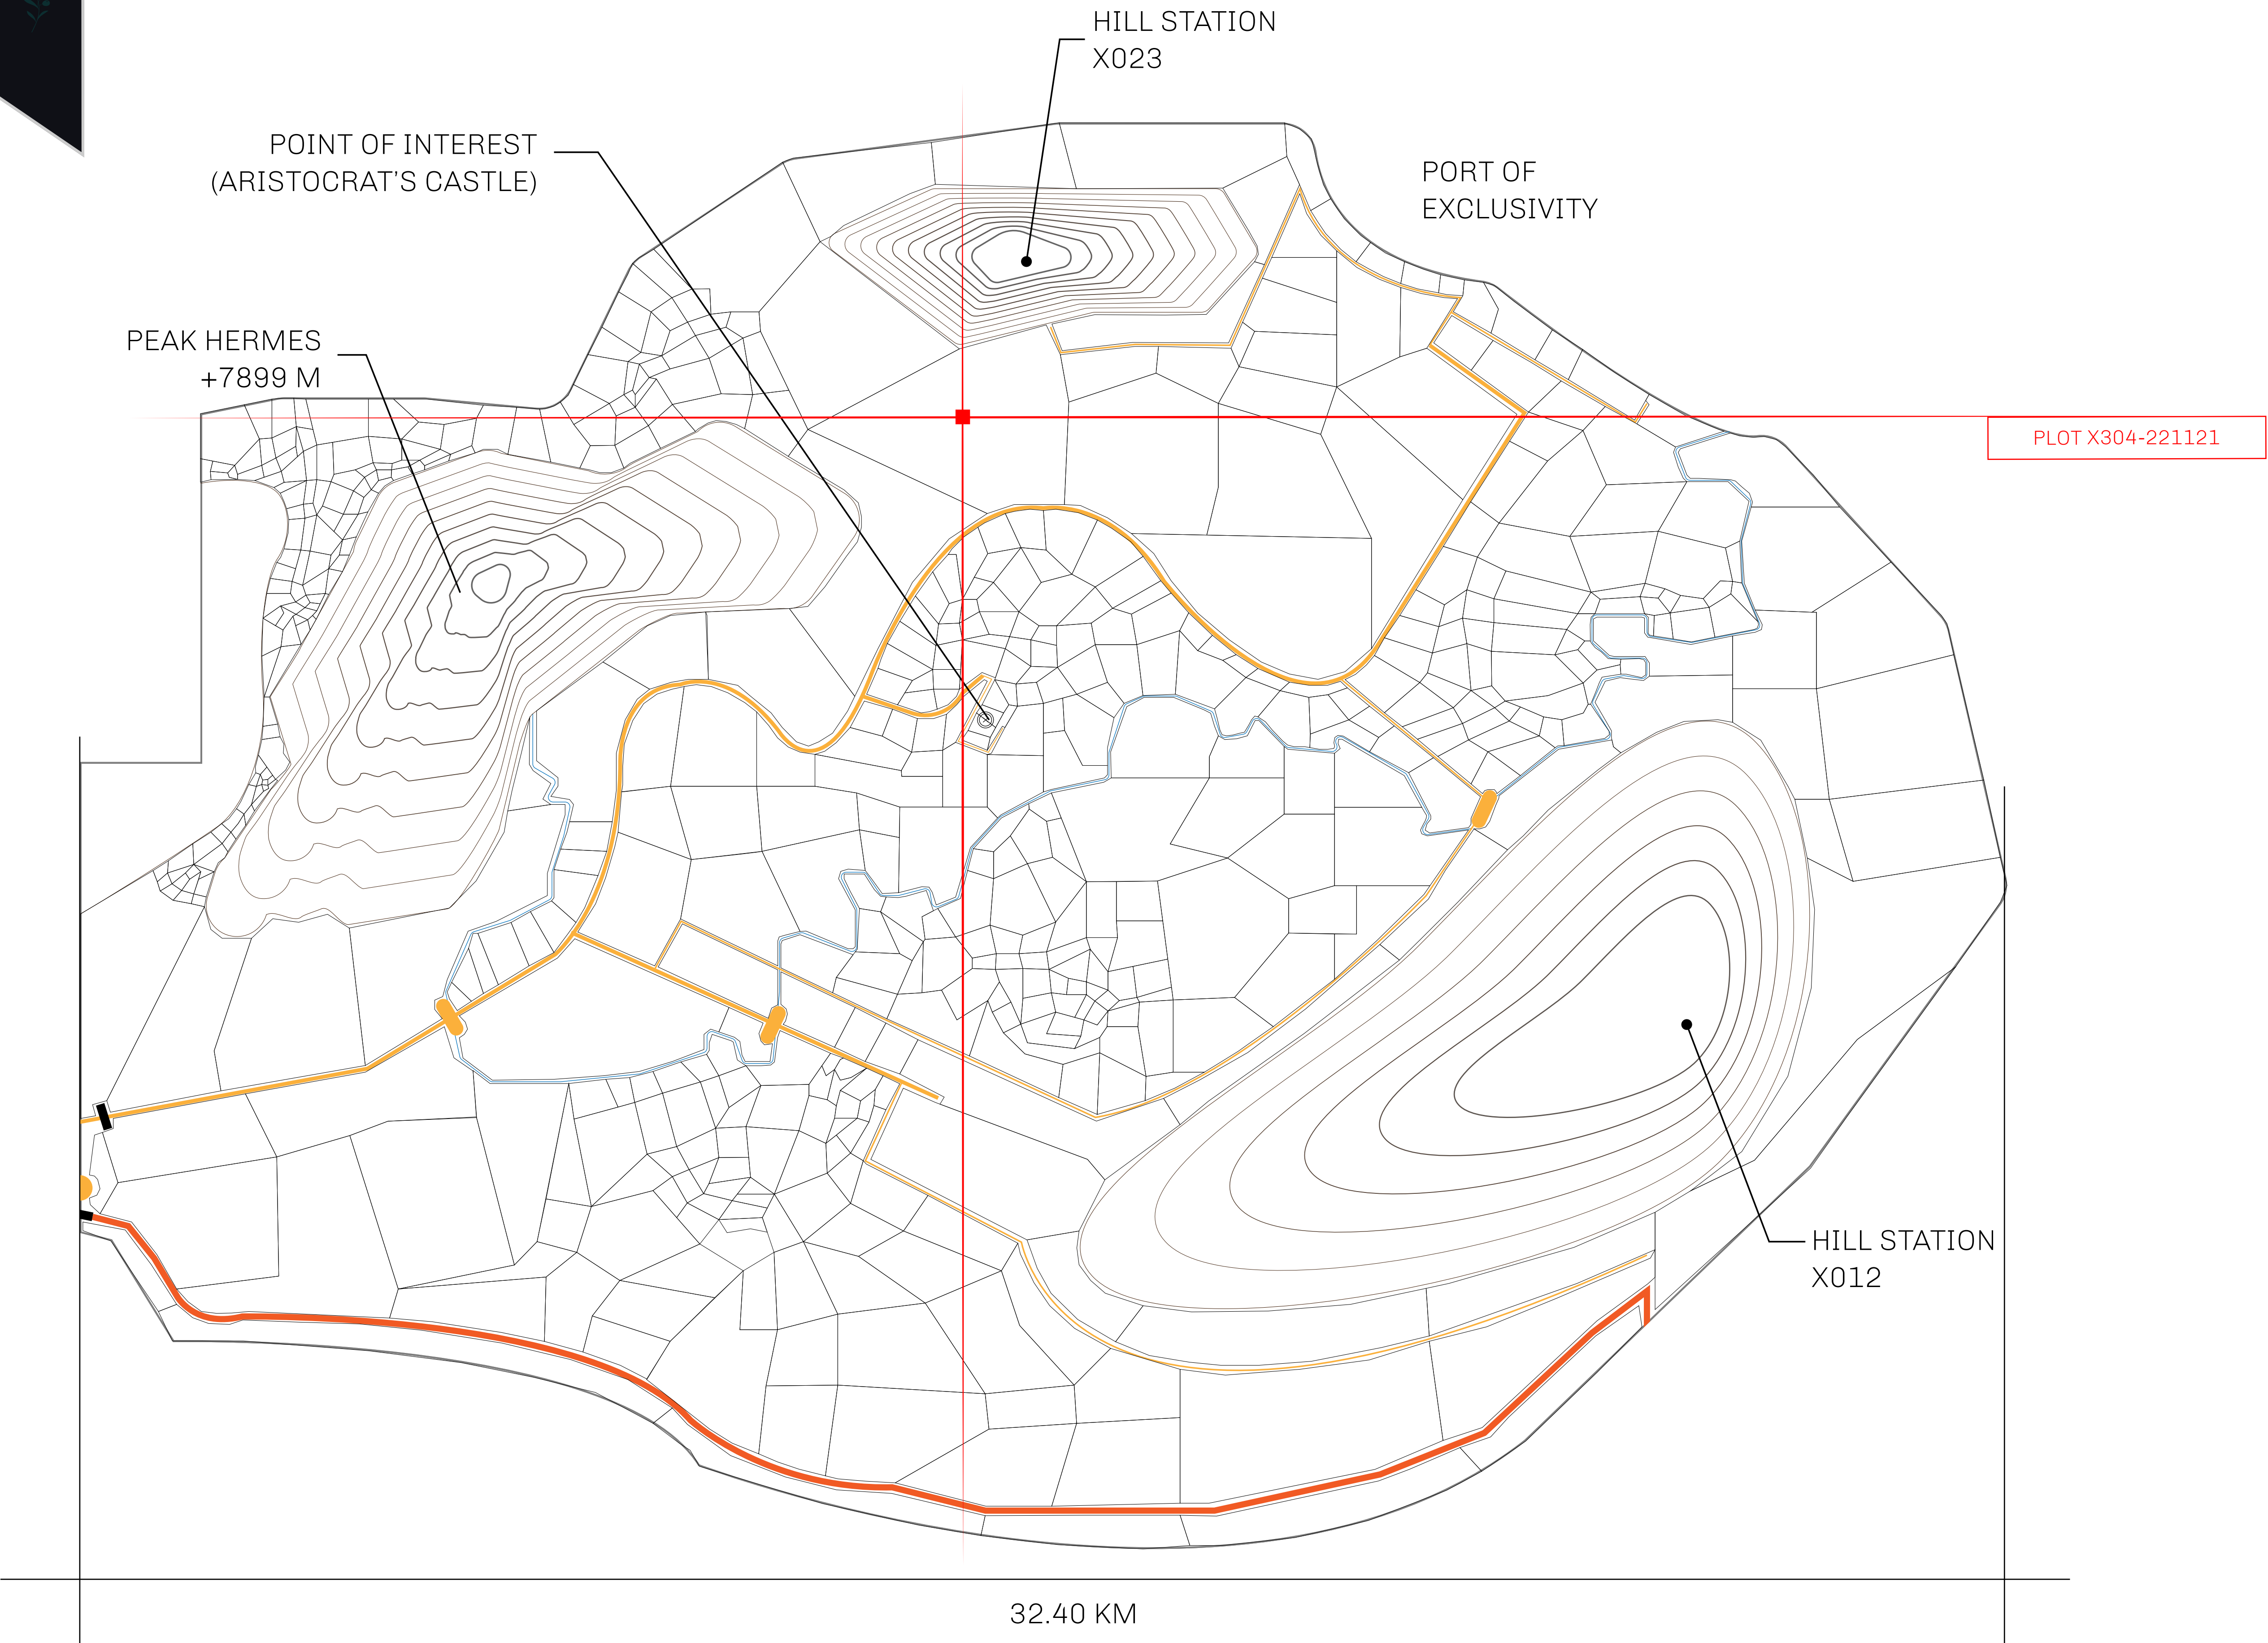 HILL STATION
X023
POINT OF INTEREST
(ARISTOCRAT'S CASTLE)
PORT OF
EXCLUSIVITY
PEAK HERMES
+7899 M
PLOT X304-221121
HILL STATION
X012
32.40 KM